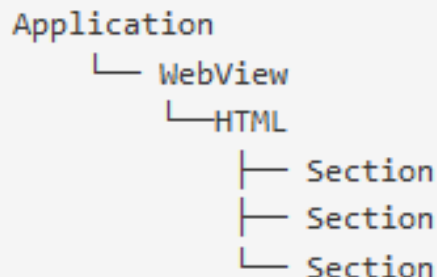 Application
└── WebView
└──HTML
├── Section
├── Section
└── Section